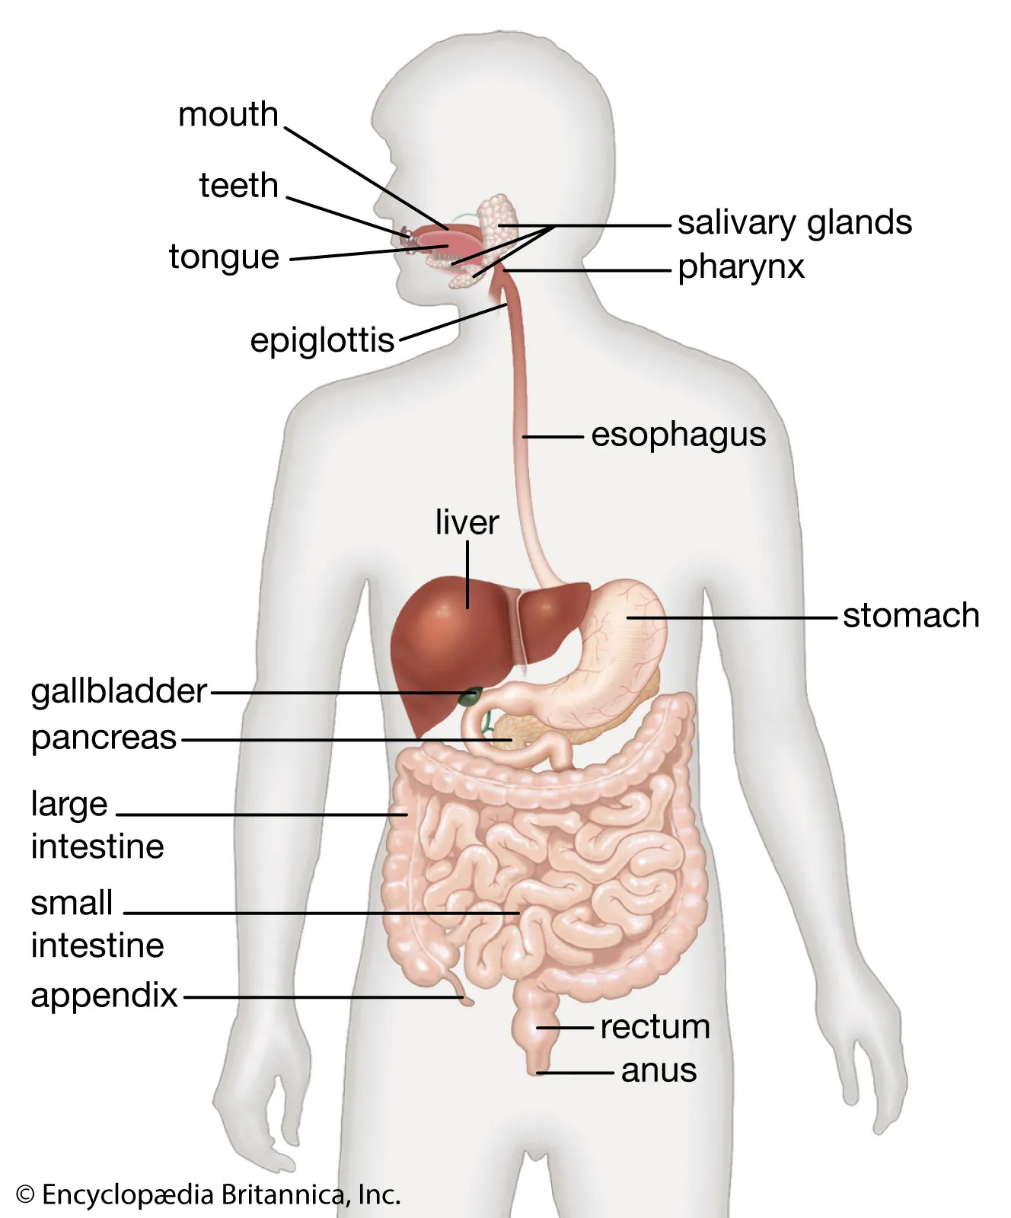 mouth
teeth
salivary glands
tongue
pharynx
epiglottis
esophagus
liver
stomach
gallbladder
pancreas
large
intestine
small
intestine
appendix
rectum
anus
© Encyclopædia Britannica, Inc.